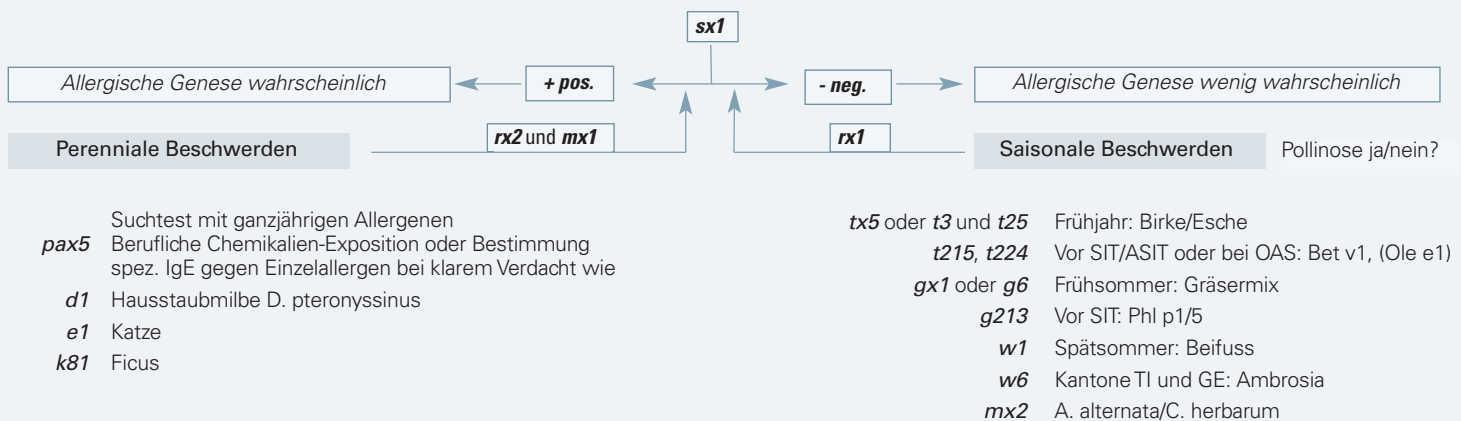 sx1
Allergische Genese wahrscheinlich
+ pos.
- neg.
Allergische Genese wenig wahrscheinlich
rx2 und mx1
rx1
Perenniale Beschwerden
Saisonale Beschwerden
Pollinose ja/nein?
Suchtest mit ganzjährigen Allergenen
pax5 Berufliche Chemikalien-Exposition oder Bestimmung
spez. IgE gegen Einzelallergen bei klarem Verdacht wie
d1 Hausstaubmilbe D. pteronyssinus
e1 Katze
k81 Ficus
tx5 oder t3 und t25 Frühjahr: Birke/Esche
t215, t224 Vor SIT/ASIT oder bei OAS: Bet v1, (Ole e1)
gx1 oder g6 Frühsommer: Gräsermix
g213 Vor SIT: Phl p1/5
w1 Spätsommer: Beifuss
w6 Kantone TI und GE: Ambrosia
mx2 A. alternata/C. herbarum